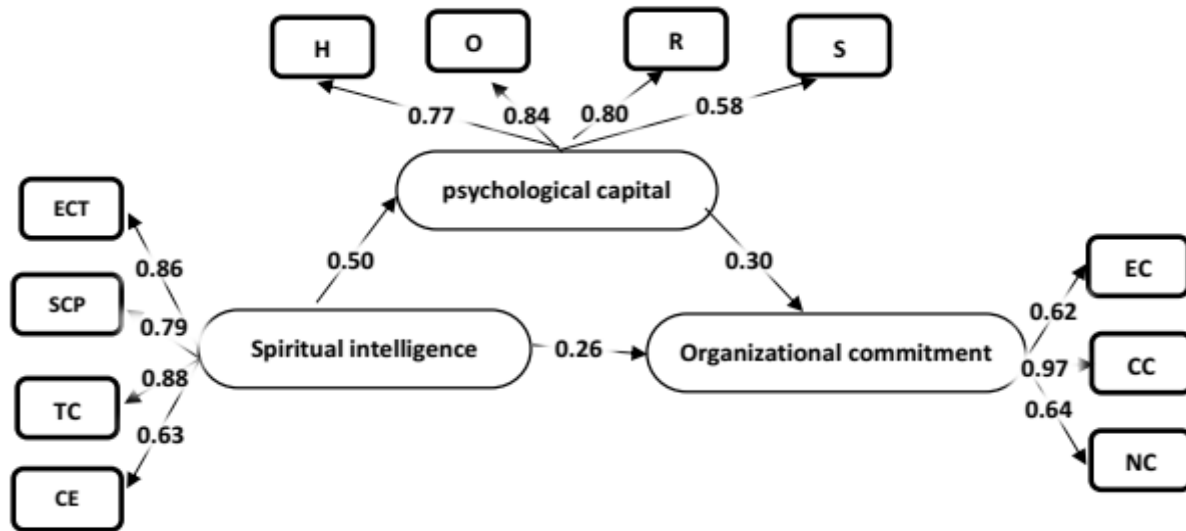 H
O
R
S
0.77
0.84
0.80
0.58
psychological capital
ECT
0.86
0.50
0.30
EC
SCP
0.79
0.62
Spiritual intelligence
0.26
Organizational commitment
0.97
CC
0.88
TC
0.64
0.63
NC
CE